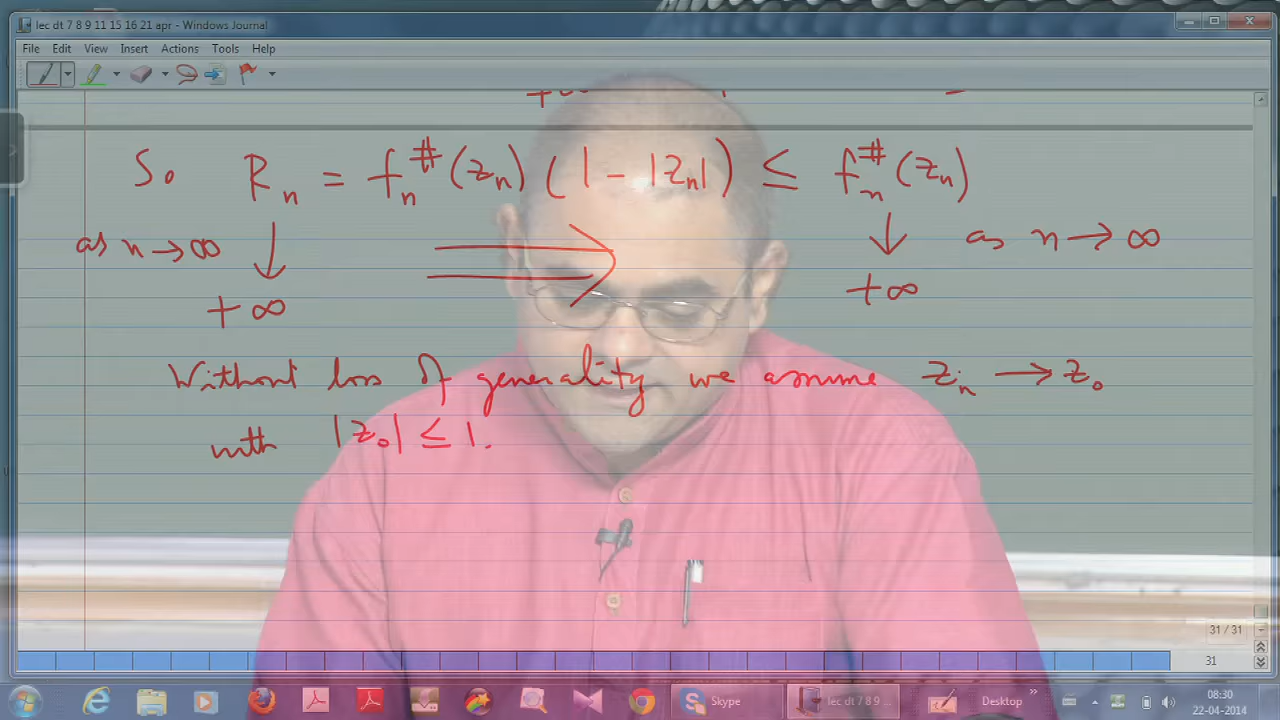 lec dt 7 8 9 11 15 16 21 apr - Windows Journal
File Edit View Insert Actions Tools Help
So R_n = f_n^#(z_n) (1 - |z_n|) ≤ f_n^#(z_n)
as n → ∞ ↓ ⟹ ↓ as n → ∞
+∞ +∞
Without loss of generality we assume z_n → z_0
with |z_0| ≤ 1.
31 / 31
31
Skype lec dt 7 8 9 ... Desktop »
08:30
22-04-2014